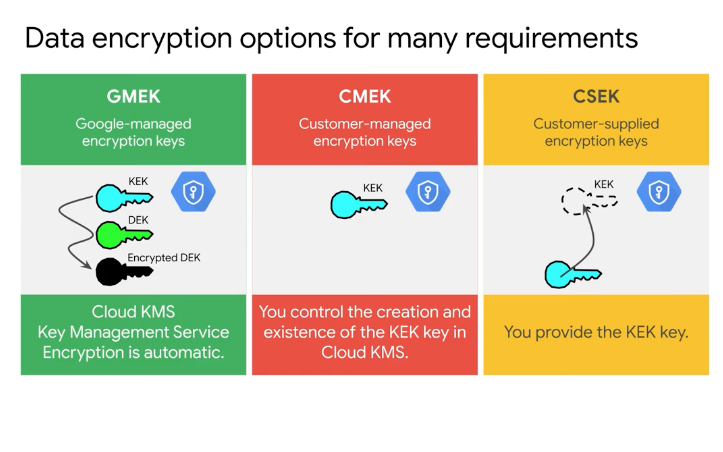 Data encryption options for many requirements
GMEK
Google-managed
encryption keys
KEK
DEK
Encrypted DEK
Cloud KMS
Key Management Service
Encryption is automatic.
CMEK
Customer-managed
encryption keys
KEK
You control the creation and
existence of the KEK key in
Cloud KMS.
CSEK
Customer-supplied
encryption keys
KEK
You provide the KEK key.